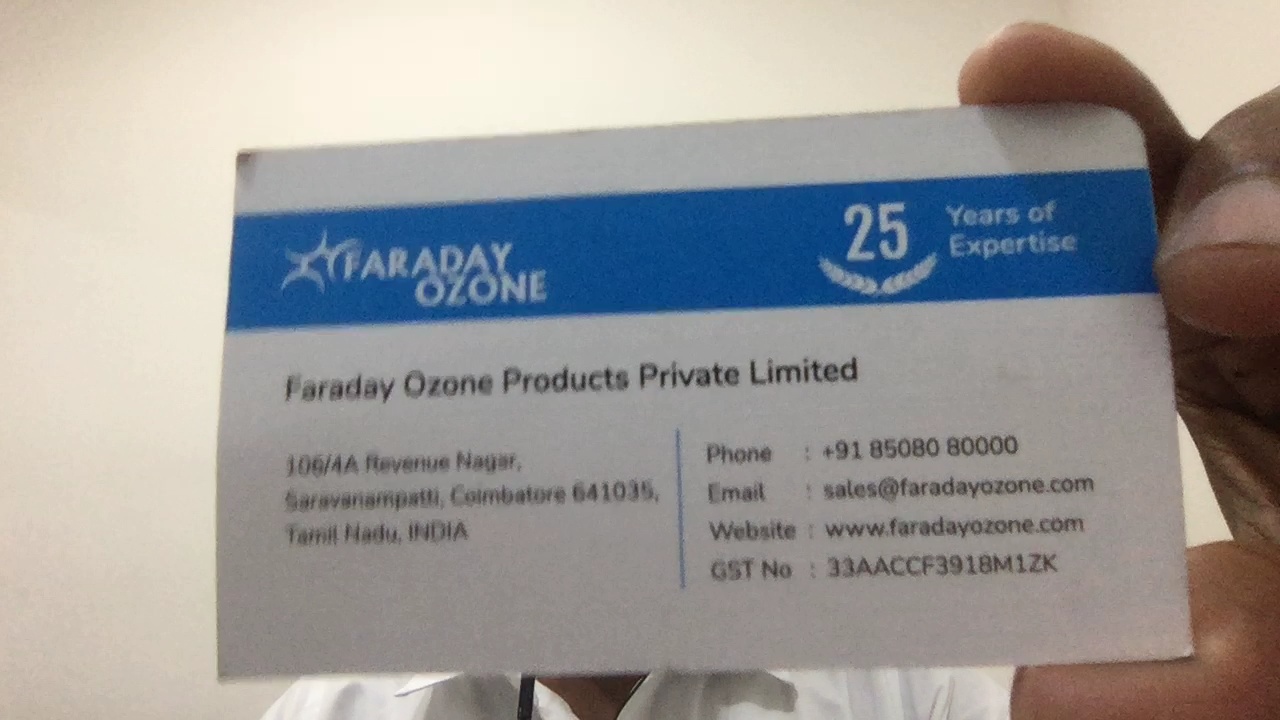 FARADAY
OZONE
25
Years of
Expertise
Faraday Ozone Products Private Limited
106/4A Revenue Nagar,
Saravanampatti, Coimbatore 641035,
Tamil Nadu, INDIA
Phone : +91 85080 80000
Email : sales@faradayozone.com
Website : www.faradayozone.com
GST No : 33AACCF3918M1ZK